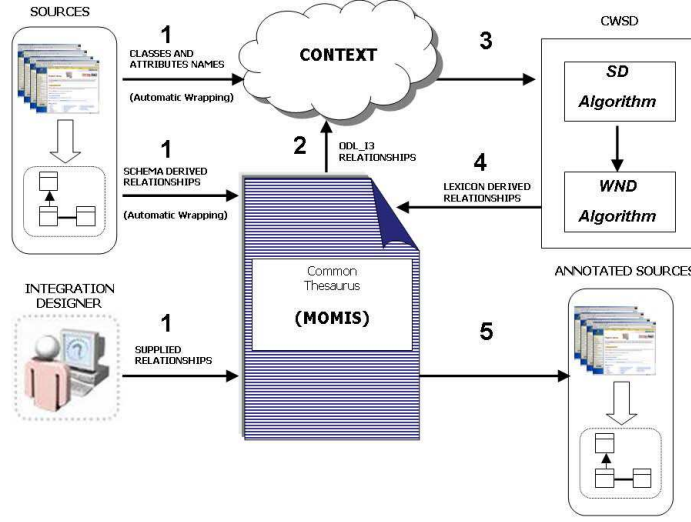 SOURCES
1
CLASSES AND
ATTRIBUTES NAMES
(Automatic Wrapping)
CONTEXT
3
CWSD
SD
Algorithm
WND
Algorithm
1
SCHEMA DERIVED
RELATIONSHIPS
(Automatic Wrapping)
2
ODL_I3
RELATIONSHIPS
4
LEXICON DERIVED
RELATIONSHIPS
INTEGRATION
DESIGNER
1
SUPPLIED
RELATIONSHIPS
Common
Thesaurus
(MOMIS)
5
ANNOTATED SOURCES